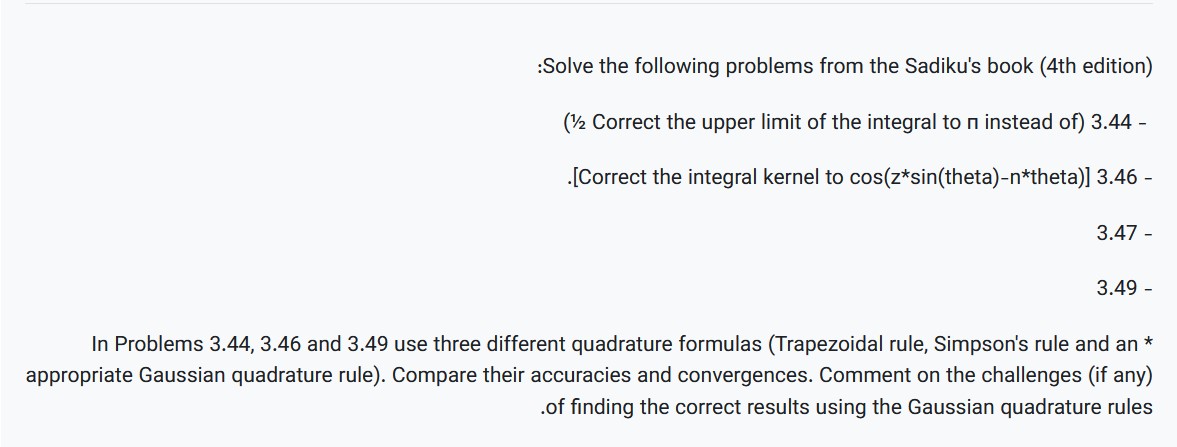 :Solve the following problems from the Sadiku's book (4th edition)
(½ Correct the upper limit of the integral to π instead of) 3.44 -
.[Correct the integral kernel to cos(z*sin(theta)-n*theta)] 3.46 -
3.47 -
3.49 -
In Problems 3.44, 3.46 and 3.49 use three different quadrature formulas (Trapezoidal rule, Simpson's rule and an *
appropriate Gaussian quadrature rule). Compare their accuracies and convergences. Comment on the challenges (if any)
.of finding the correct results using the Gaussian quadrature rules